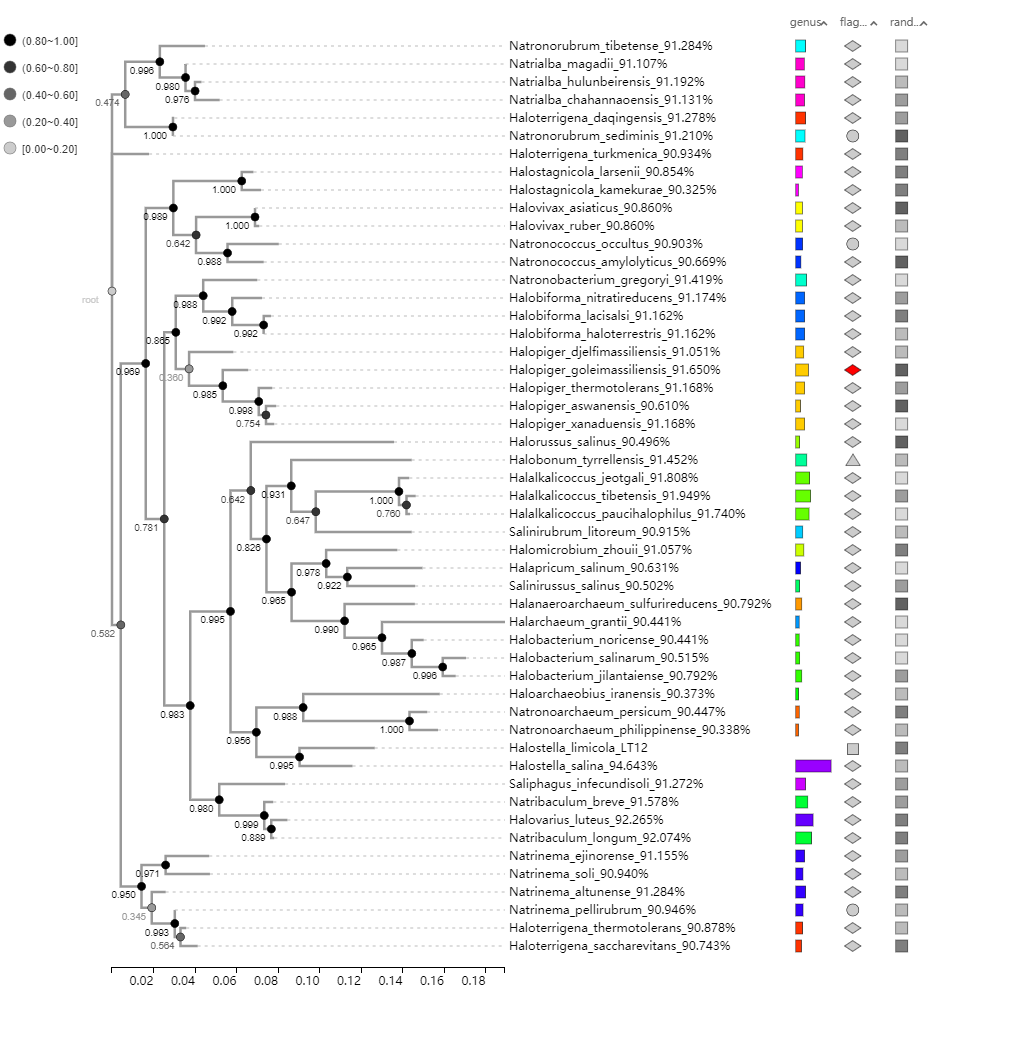 genus flag... rand...
(0.80~1.00]
(0.60~0.80]
(0.40~0.60]
(0.20~0.40]
[0.00~0.20]
Natronorubrum_tibetense_91.284%
0.996
Natrialba_magadii_91.107%
0.980
Natrialba_hulunbeirensis_91.192%
0.976
Natrialba_chahannaoensis_91.131%
0.474
Haloterrigena_daqingensis_91.278%
1.000
Natronorubrum_sediminis_91.210%
Haloterrigena_turkmenica_90.934%
Halostagnicola_larsenii_90.854%
1.000
Halostagnicola_kamekurae_90.325%
Halovivax_asiaticus_90.860%
0.989
1.000
Halovivax_ruber_90.860%
0.642
Natronococcus_occultus_90.903%
0.988
Natronococcus_amylolyticus_90.669%
Natronobacterium_gregoryi_91.419%
root
Halobiforma_nitratireducens_91.174%
0.988
Halobiforma_lacisalsi_91.162%
0.992
Halobiforma_haloterrestris_91.162%
0.992
0.865
Halopiger_djelfimassiliensis_91.051%
0.969
Halopiger_goleimassiliensis_91.650%
0.360
Halopiger_thermotolerans_91.168%
0.985
Halopiger_aswanensis_90.610%
0.998
Halopiger_xanaduensis_91.168%
0.754
Halorussus_salinus_90.496%
Halobonum_tyrrellensis_91.452%
Halalkalicoccus_jeotgali_91.808%
0.642
0.931
Halalkalicoccus_tibetensis_91.949%
1.000
Halalkalicoccus_paucihalophilus_91.740%
0.760
0.647
0.781
Salinirubrum_litoreum_90.915%
0.826
Halomicrobium_zhouii_91.057%
Halapricum_salinum_90.631%
0.978
Salinirussus_salinus_90.502%
0.922
0.965
Halanaeroarchaeum_sulfurireducens_90.792%
0.995
Halarchaeum_grantii_90.441%
0.990
0.582
Halobacterium_noricense_90.441%
0.965
Halobacterium_salinarum_90.515%
0.987
Halobacterium_jilantaiense_90.792%
0.996
Haloarchaeobius_iranensis_90.373%
0.983
Natronoarchaeum_persicum_90.447%
0.988
Natronoarchaeum_philippinense_90.338%
1.000
0.956
Halostella_limicola_LT12
Halostella_salina_94.643%
0.995
Saliphagus_infecundisoli_91.272%
Natribaculum_breve_91.578%
0.980
Halovarius_luteus_92.265%
0.999
Natribaculum_longum_92.074%
0.889
Natrinema_ejinorense_91.155%
Natrinema_soli_90.940%
0.971
Natrinema_altunense_91.284%
0.950
Natrinema_pellirubrum_90.946%
0.345
Haloterrigena_thermotolerans_90.878%
0.993
Haloterrigena_saccharevitans_90.743%
0.564
0.02 0.04 0.06 0.08 0.10 0.12 0.14 0.16 0.18